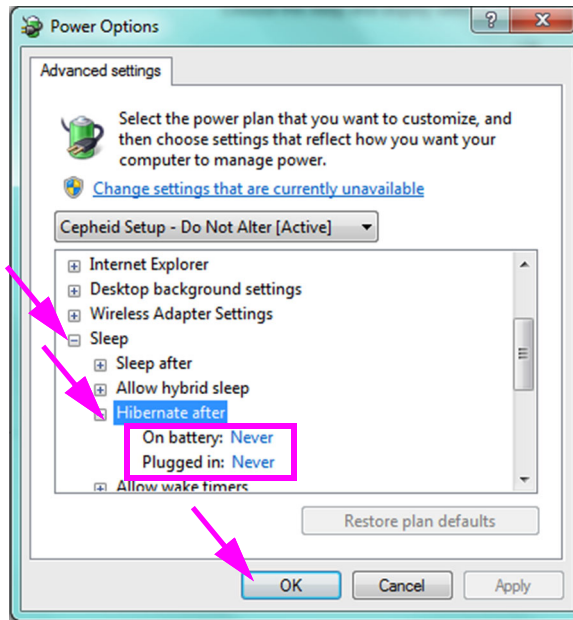 Power Options
Advanced settings
Select the power plan that you want to customize, and
then choose settings that reflect how you want your
computer to manage power.
Change settings that are currently unavailable
Cepheid Setup - Do Not Alter [Active]
Internet Explorer
Desktop background settings
Wireless Adapter Settings
Sleep
Sleep after
Allow hybrid sleep
Hibernate after
On battery: Never
Plugged in: Never
Allow wake timers
Restore plan defaults
OK Cancel Apply